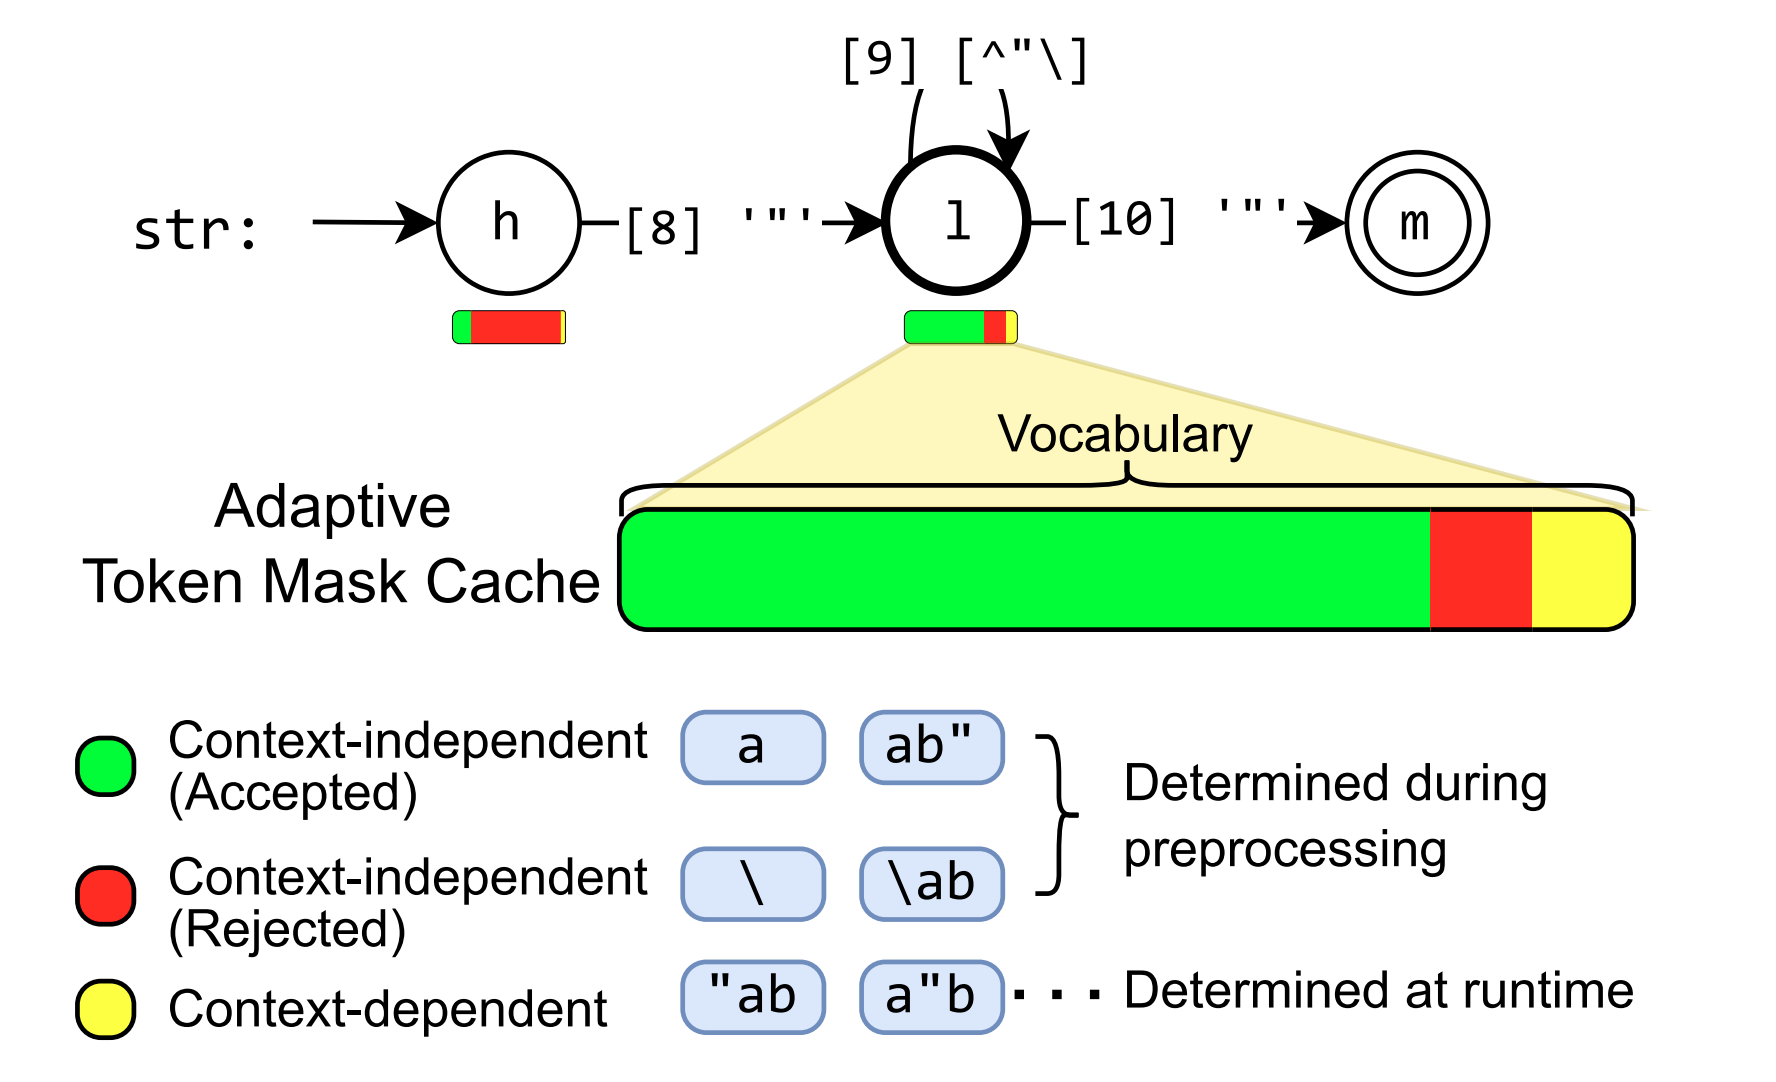 [9] [^"\]
str:
h
[8] '"'
l
[10] '"'
m
Vocabulary
Adaptive
Token Mask Cache
Context-independent
(Accepted)
a
ab"
Determined during
preprocessing
Context-independent
(Rejected)
\
\ab
Context-dependent
"ab
a"b
Determined at runtime